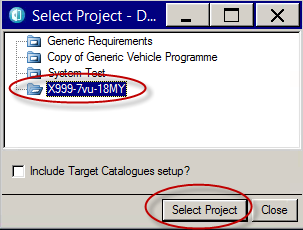 Select Project - D...
Generic Requirements
Copy of Generic Vehicle Programme
System Test
X999-7vu-18MY
Include Target Catalogues setup?
Select Project Close